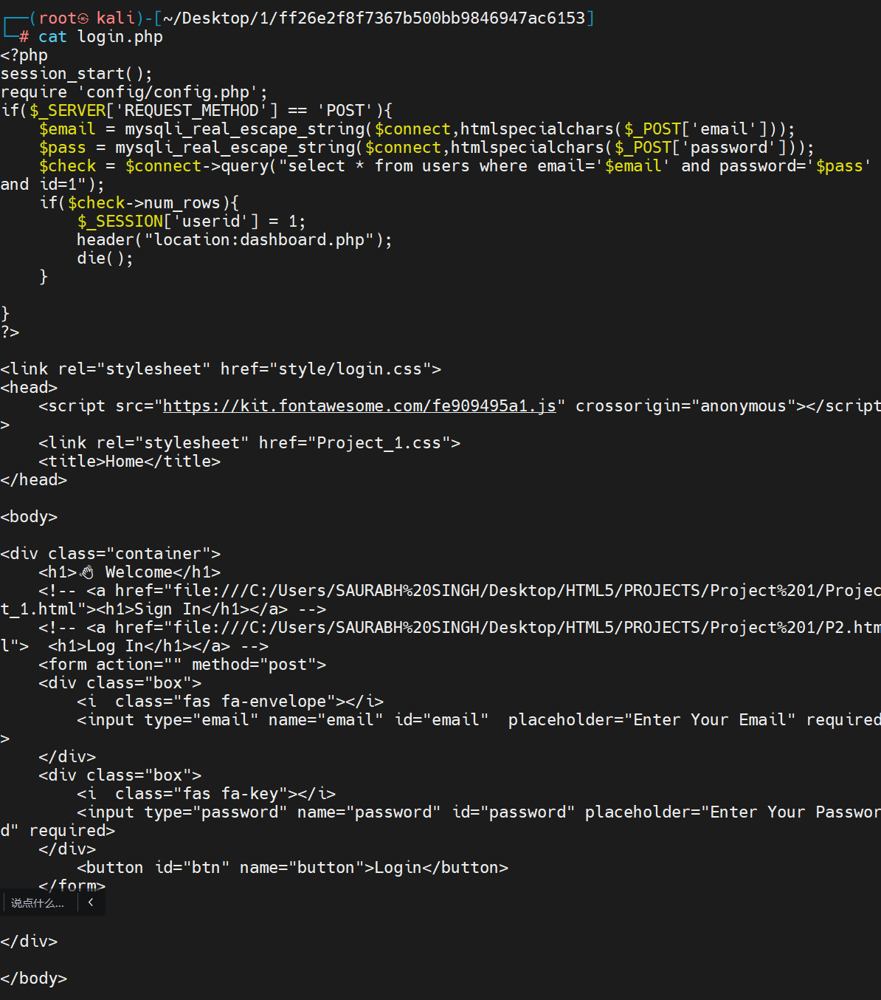 ┌──(root㉿ kali)-[~/Desktop/1/ff26e2f8f7367b500bb9846947ac6153]
└─# cat login.php
<?php
session_start();
require 'config/config.php';
if($_SERVER['REQUEST_METHOD'] == 'POST'){
    $email = mysqli_real_escape_string($connect,htmlspecialchars($_POST['email']));
    $pass = mysqli_real_escape_string($connect,htmlspecialchars($_POST['password']));
    $check = $connect->query("select * from users where email='$email' and password='$pass'
and id=1");
    if($check->num_rows){
        $_SESSION['userid'] = 1;
        header("location:dashboard.php");
        die();
    }

}
?>

<link rel="stylesheet" href="style/login.css">
<head>
    <script src="https://kit.fontawesome.com/fe909495a1.js" crossorigin="anonymous"></script
>
    <link rel="stylesheet" href="Project_1.css">
    <title>Home</title>
</head>

<body>

<div class="container">
    <h1>👋 Welcome</h1>
    <!-- <a href="file:///C:/Users/SAURABH%20SINGH/Desktop/HTML5/PROJECTS/Project%201/Projec
t_1.html"><h1>Sign In</h1></a> -->
    <!-- <a href="file:///C:/Users/SAURABH%20SINGH/Desktop/HTML5/PROJECTS/Project%201/P2.htm
l">  <h1>Log In</h1></a> -->
    <form action="" method="post">
    <div class="box">
        <i  class="fas fa-envelope"></i>
        <input type="email" name="email" id="email"  placeholder="Enter Your Email" required
>
    </div>
    <div class="box">
        <i  class="fas fa-key"></i>
        <input type="password" name="password" id="password" placeholder="Enter Your Passwor
d" required>
    </div>
        <button id="btn" name="button">Login</button>
    </form>
说点什么...

</div>

</body>